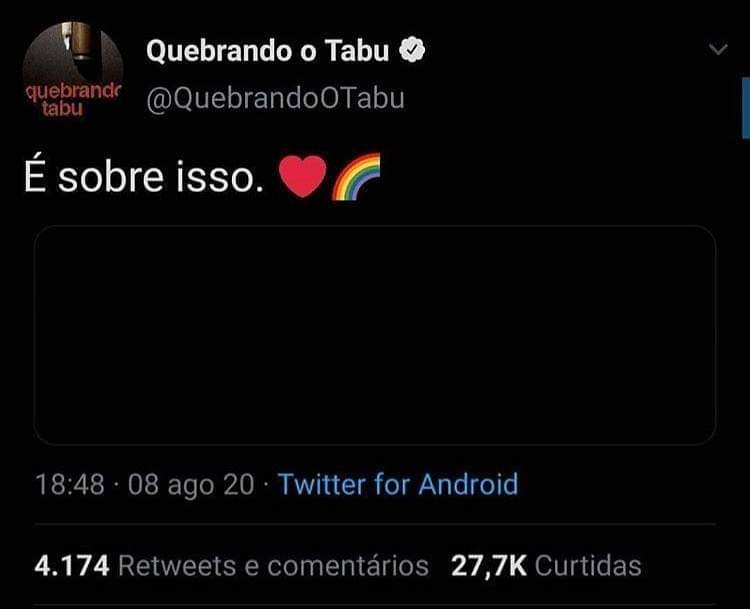 quebrando
tabu
Quebrando o Tabu
@QuebrandoOTabu
É sobre isso. ❤️🌈
18:48 · 08 ago 20 · Twitter for Android
4.174 Retweets e comentários 27,7K Curtidas